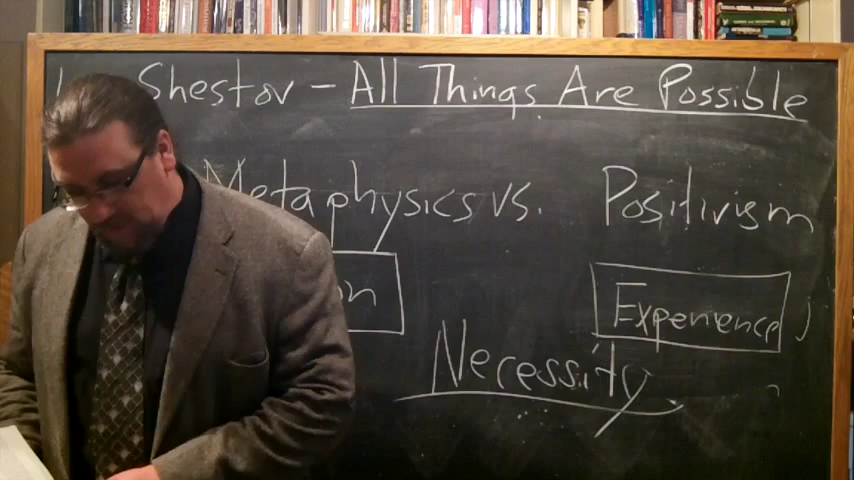 Shestov - All Things Are Possible
Metaphysics vs. Positivism
Experience
Necessity